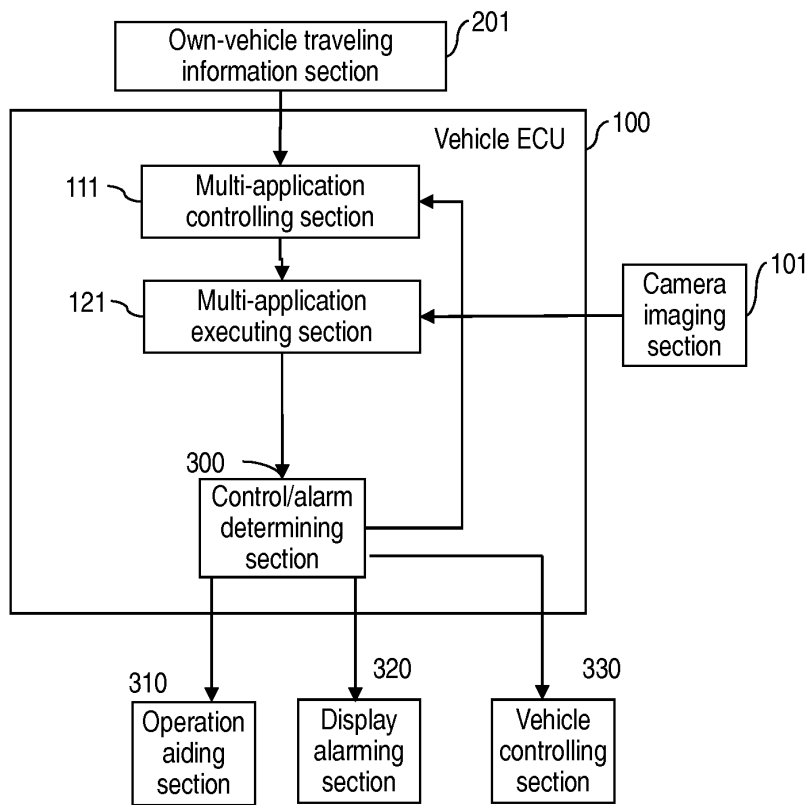 Own-vehicle traveling
information section
201
Vehicle ECU
100
111
Multi-application
controlling section
121
Multi-application
executing section
Camera
imaging
section
101
300
Control/alarm
determining
section
310
Operation
aiding
section
320
Display
alarming
section
330
Vehicle
controlling
section